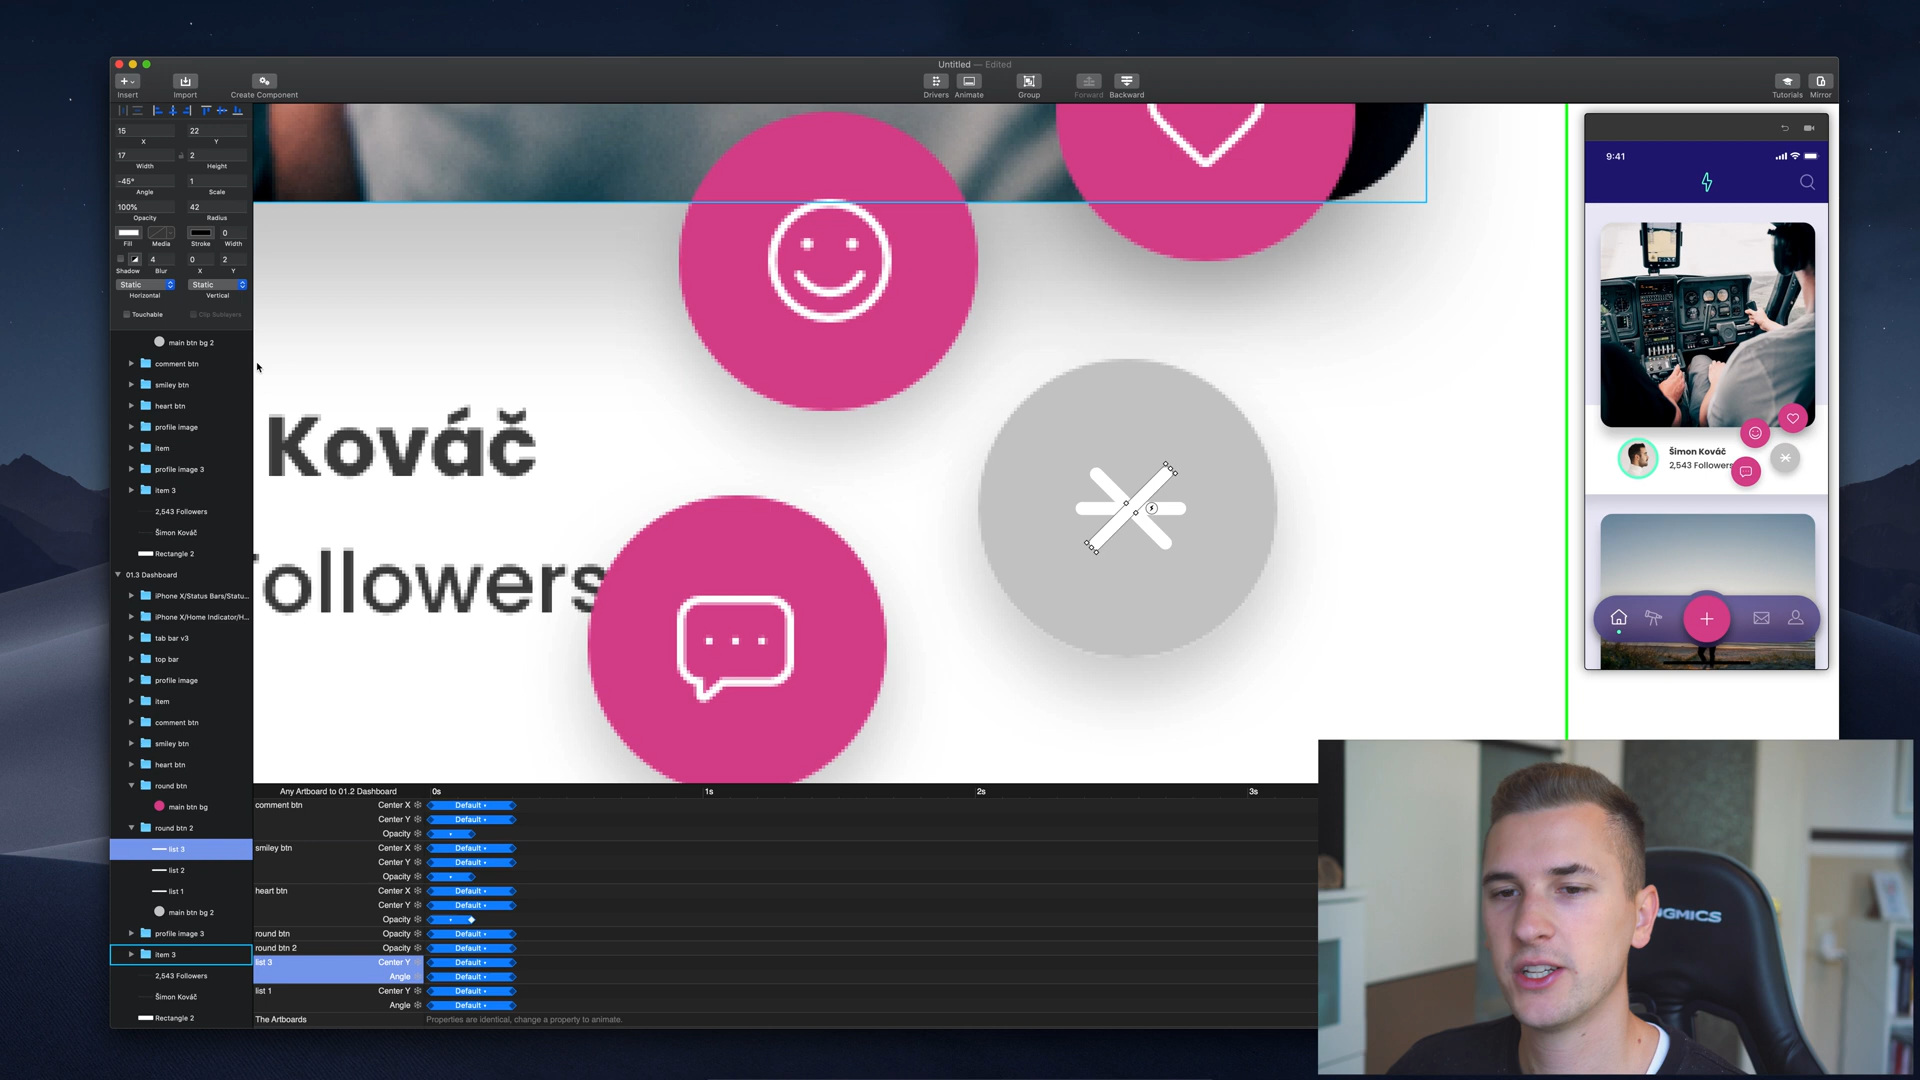 Untitled — Edited
Insert
Import
Create Component
Drivers
Animate
Group
Forward
Backward
Tutorials
Mirror
15
22
X
Y
17
2
Width
Height
-45°
1
Angle
Scale
100%
42
Opacity
Radius
0
Fill
Media
Stroke
Width
4
0
2
Shadow
Blur
X
Y
Static
Static
Horizontal
Vertical
Touchable
Clip Sublayers
main btn bg 2
comment btn
smiley btn
heart btn
profile image
item
profile image 3
item 3
2,543 Followers
Šimon Kováč
Rectangle 2
01.3 Dashboard
iPhone X/Status Bars/Statu...
iPhone X/Home Indicator/H...
tab bar v3
top bar
profile image
item
comment btn
smiley btn
heart btn
round btn
main btn bg
round btn 2
list 3
list 2
list 1
main btn bg 2
profile image 3
item 3
2,543 Followers
Šimon Kováč
Rectangle 2
Kováč
Followers
9:41
Šimon Kováč
2,543 Followers
Any Artboard to 01.2 Dashboard
0s
1s
2s
3s
comment btn
Center X
Default
Center Y
Default
Opacity
smiley btn
Center X
Default
Center Y
Default
Opacity
heart btn
Center X
Default
Center Y
Default
Opacity
round btn
Opacity
Default
round btn 2
Opacity
Default
list 3
Center Y
Default
Angle
Default
list 1
Center Y
Default
Angle
Default
The Artboards
Properties are identical, change a property to animate.